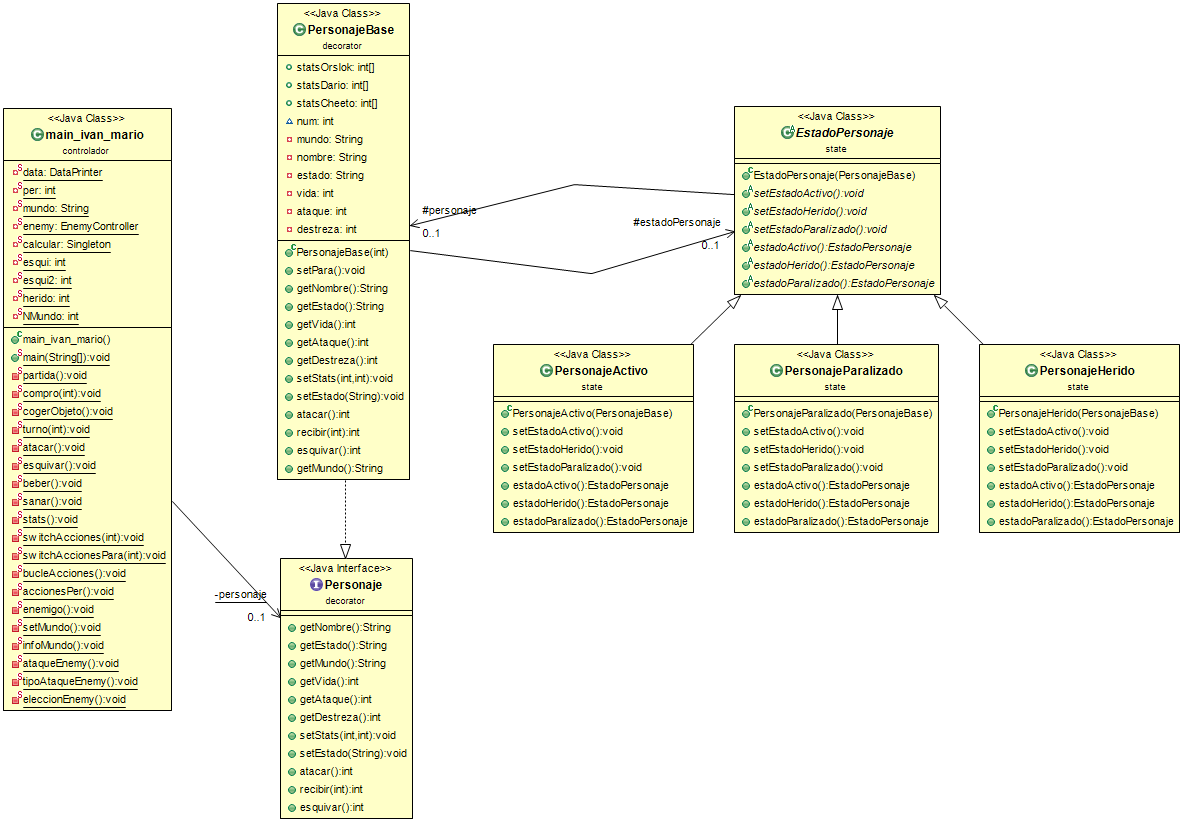 <<Java Class>>
main_ivan_mario
controlador
data: DataPrinter
per: int
mundo: String
enemy: EnemyController
calcular: Singleton
esqui: int
esqui2: int
herido: int
NMundo: int
main_ivan_mario()
main(String[]):void
partida():void
compro(int):void
cogerObjeto():void
turno(int):void
atacar():void
esquivar():void
beber():void
sanar():void
stats():void
switchAcciones(int):void
switchAccionesPara(int):void
bucleAcciones():void
accionesPer():void
enemigo():void
setMundo():void
infoMundo():void
ataqueEnemy():void
tipoAtaqueEnemy():void
eleccionEnemy():void
<<Java Class>>
PersonajeBase
decorator
statsOrslok: int[]
statsDario: int[]
statsCheeto: int[]
num: int
mundo: String
nombre: String
estado: String
vida: int
ataque: int
destreza: int
PersonajeBase(int)
setPara():void
getNombre():String
getEstado():String
getVida():int
getAtaque():int
getDestreza():int
setStats(int,int):void
setEstado(String):void
atacar():int
recibir(int):int
esquivar():int
getMundo():String
#personaje
0..1
#estadoPersonaje
0..1
-personaje
0..1
<<Java Interface>>
Personaje
decorator
getNombre():String
getEstado():String
getMundo():String
getVida():int
getAtaque():int
getDestreza():int
setStats(int,int):void
setEstado(String):void
atacar():int
recibir(int):int
esquivar():int
<<Java Class>>
EstadoPersonaje
state
EstadoPersonaje(PersonajeBase)
setEstadoActivo():void
setEstadoHerido():void
setEstadoParalizado():void
estadoActivo():EstadoPersonaje
estadoHerido():EstadoPersonaje
estadoParalizado():EstadoPersonaje
<<Java Class>>
PersonajeActivo
state
PersonajeActivo(PersonajeBase)
setEstadoActivo():void
setEstadoHerido():void
setEstadoParalizado():void
estadoActivo():EstadoPersonaje
estadoHerido():EstadoPersonaje
estadoParalizado():EstadoPersonaje
<<Java Class>>
PersonajeParalizado
state
PersonajeParalizado(PersonajeBase)
setEstadoActivo():void
setEstadoHerido():void
setEstadoParalizado():void
estadoActivo():EstadoPersonaje
estadoHerido():EstadoPersonaje
estadoParalizado():EstadoPersonaje
<<Java Class>>
PersonajeHerido
state
PersonajeHerido(PersonajeBase)
setEstadoActivo():void
setEstadoHerido():void
setEstadoParalizado():void
estadoActivo():EstadoPersonaje
estadoHerido():EstadoPersonaje
estadoParalizado():EstadoPersonaje